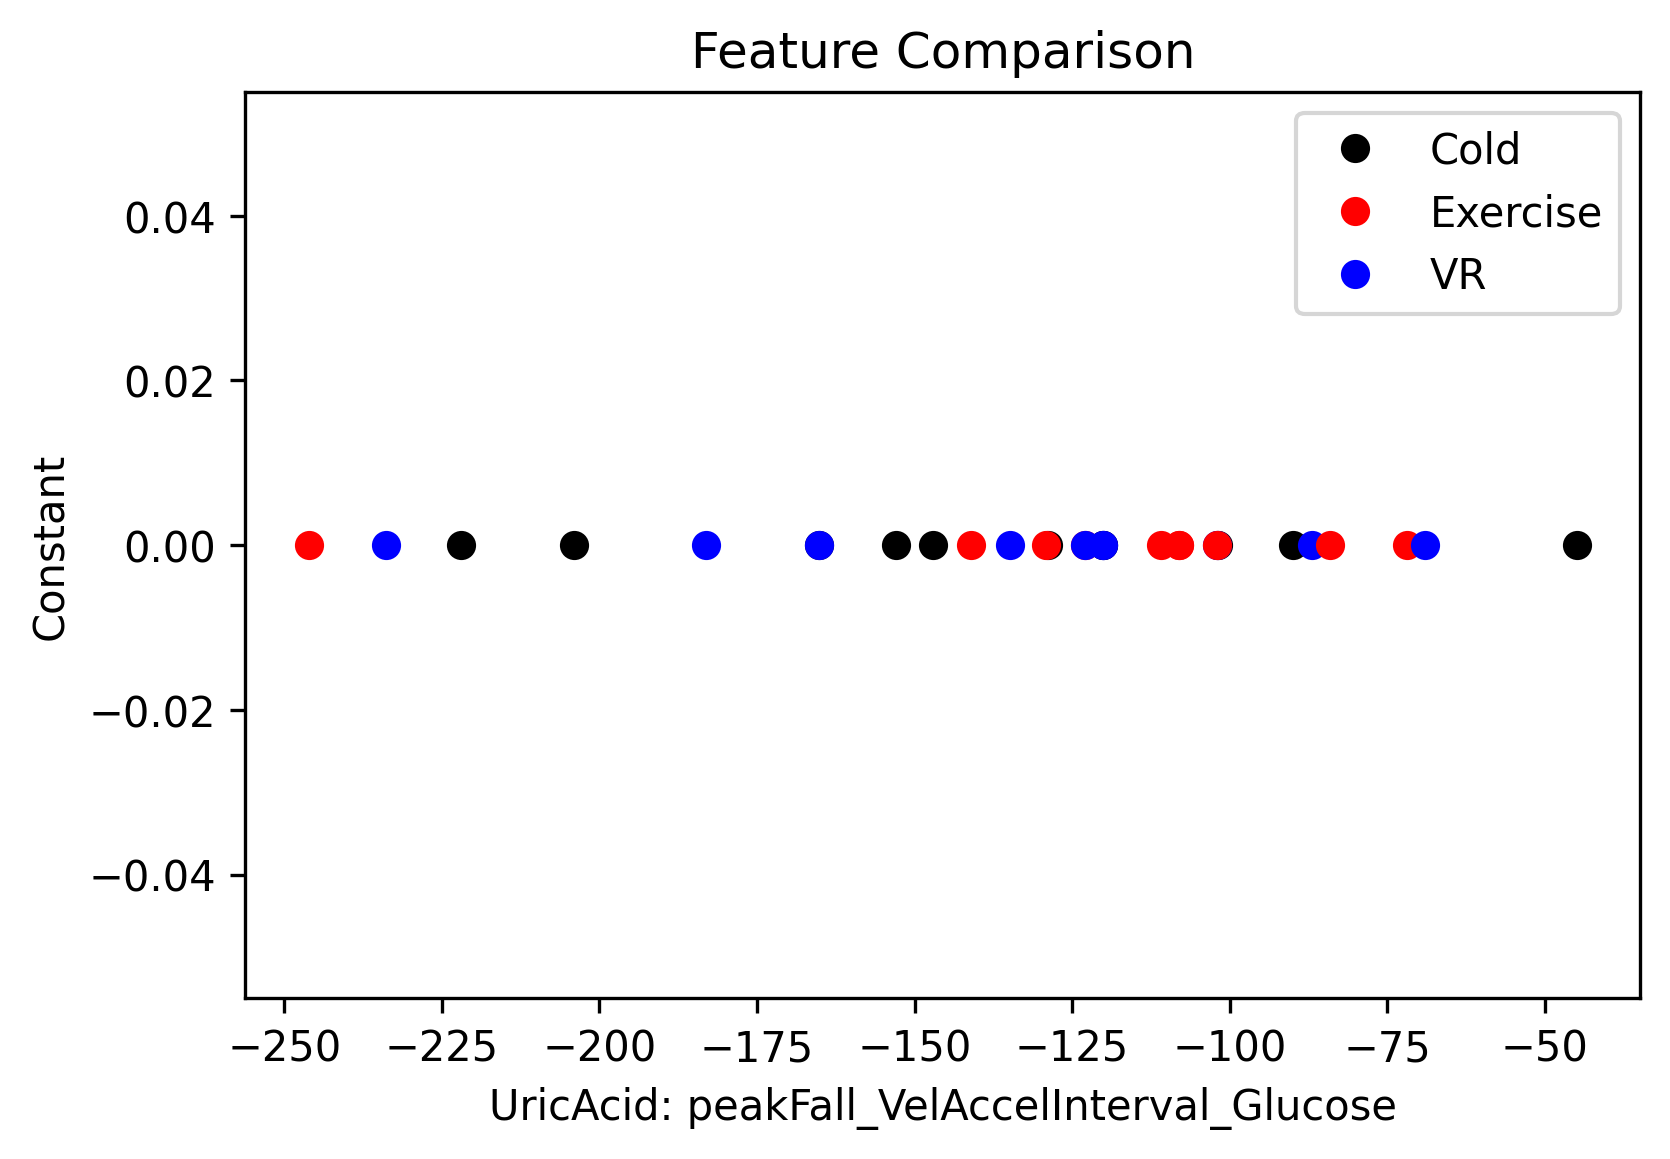 Feature Comparison
Cold
Exercise
VR
0.04
0.02
0.00
−0.02
−0.04
Constant
−250 −225 −200 −175 −150 −125 −100 −75 −50
UricAcid: peakFall_VelAccelInterval_Glucose